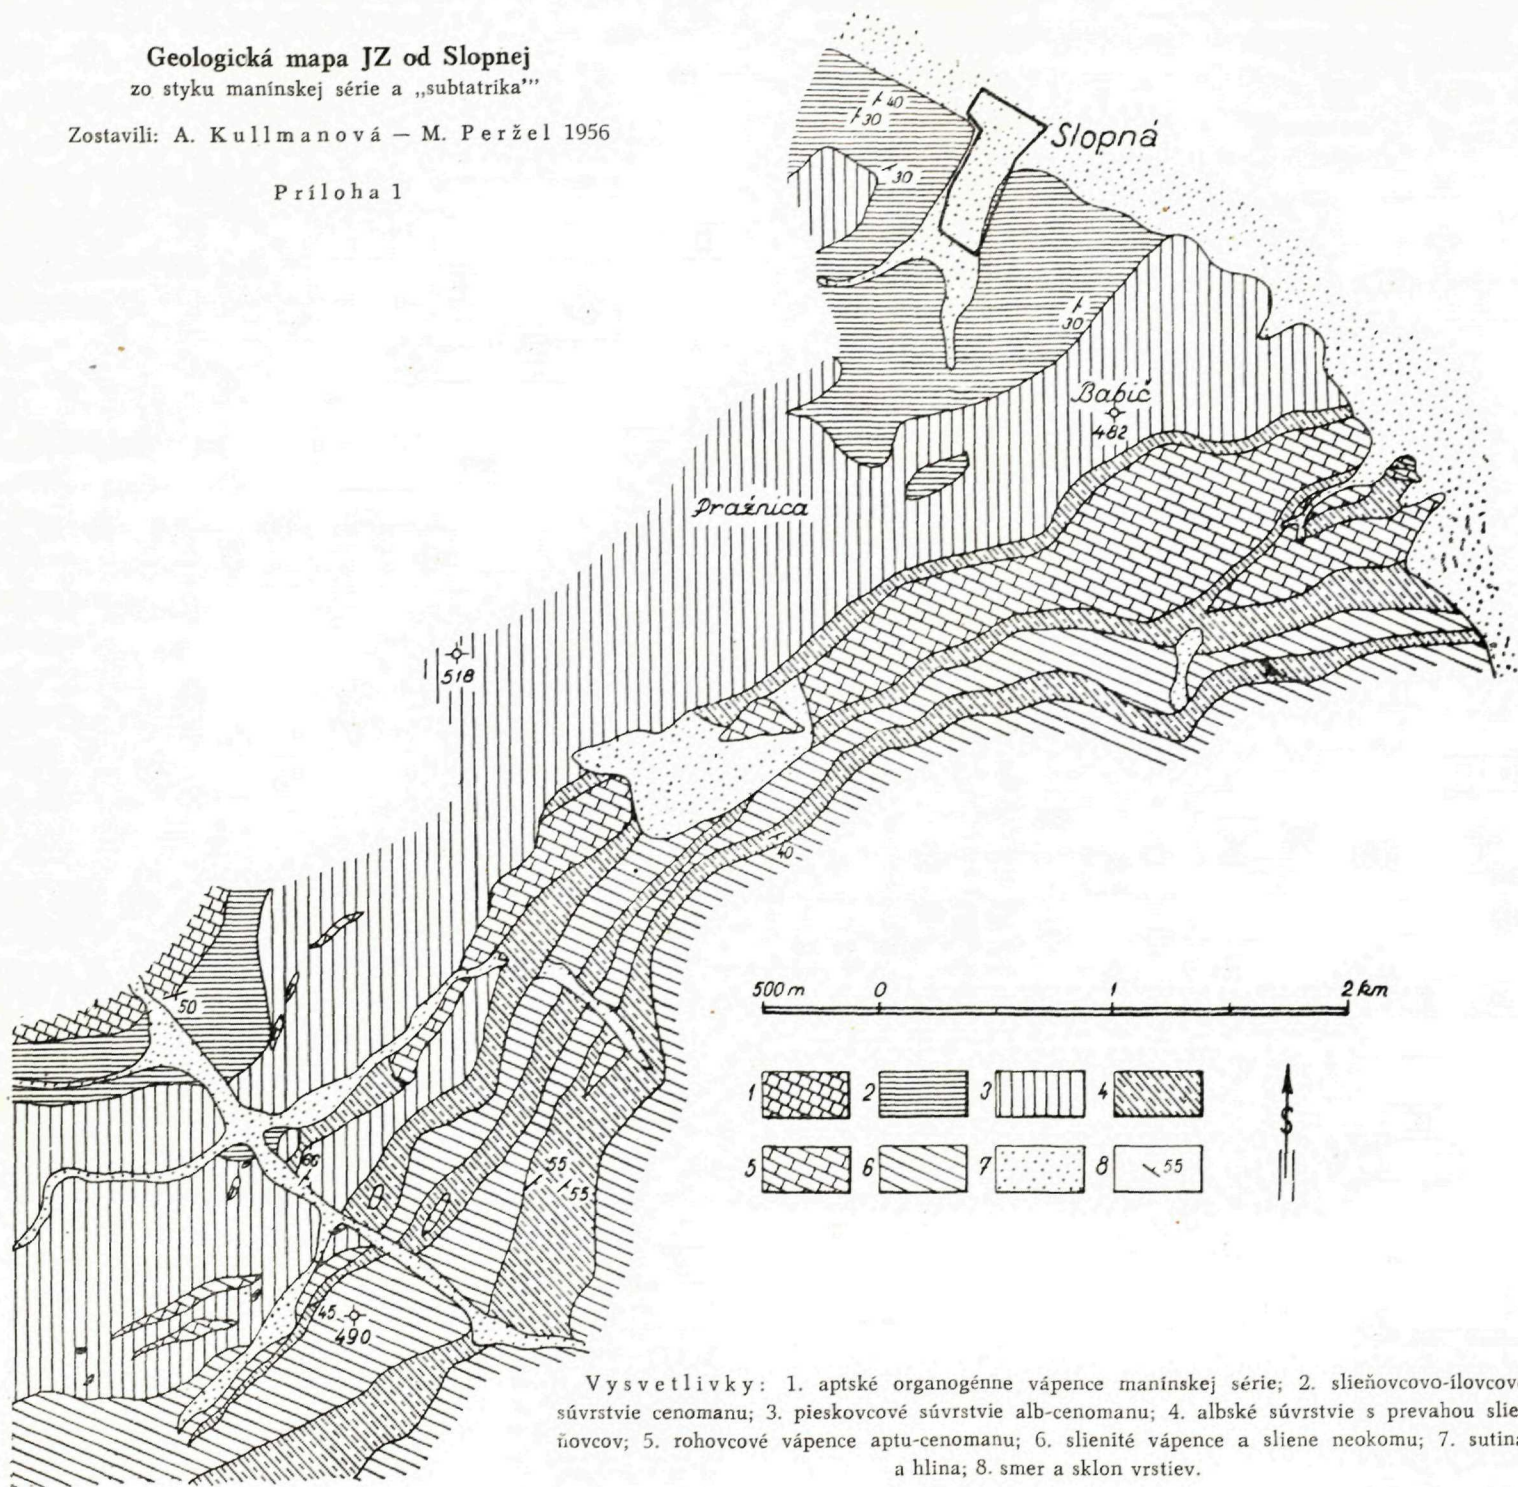 Geologická mapa JZ od Slopnej
zo styku manínskej série a „subtatrika'”
Zostavili: A. Kullmanová — M. Peržel 1956
Príloha 1
40
30
Slopná
30
30
Babič
482
Pražnica
518
40
50
500 m 0 1 2 km
1 2 3 4
S
5 6 7 8 55
66
55
55
45
490
Vysvetlivky: 1. aptské organogénne vápence manínskej série; 2. slieňovcovo-ílovcov
súvrstvie cenomanu; 3. pieskovcové súvrstvie alb-cenomanu; 4. albské súvrstvie s prevahou slie
ňovcov; 5. rohovcové vápence aptu-cenomanu; 6. slienité vápence a sliene neokomu; 7. sutina
a hlina; 8. smer a sklon vrstiev.